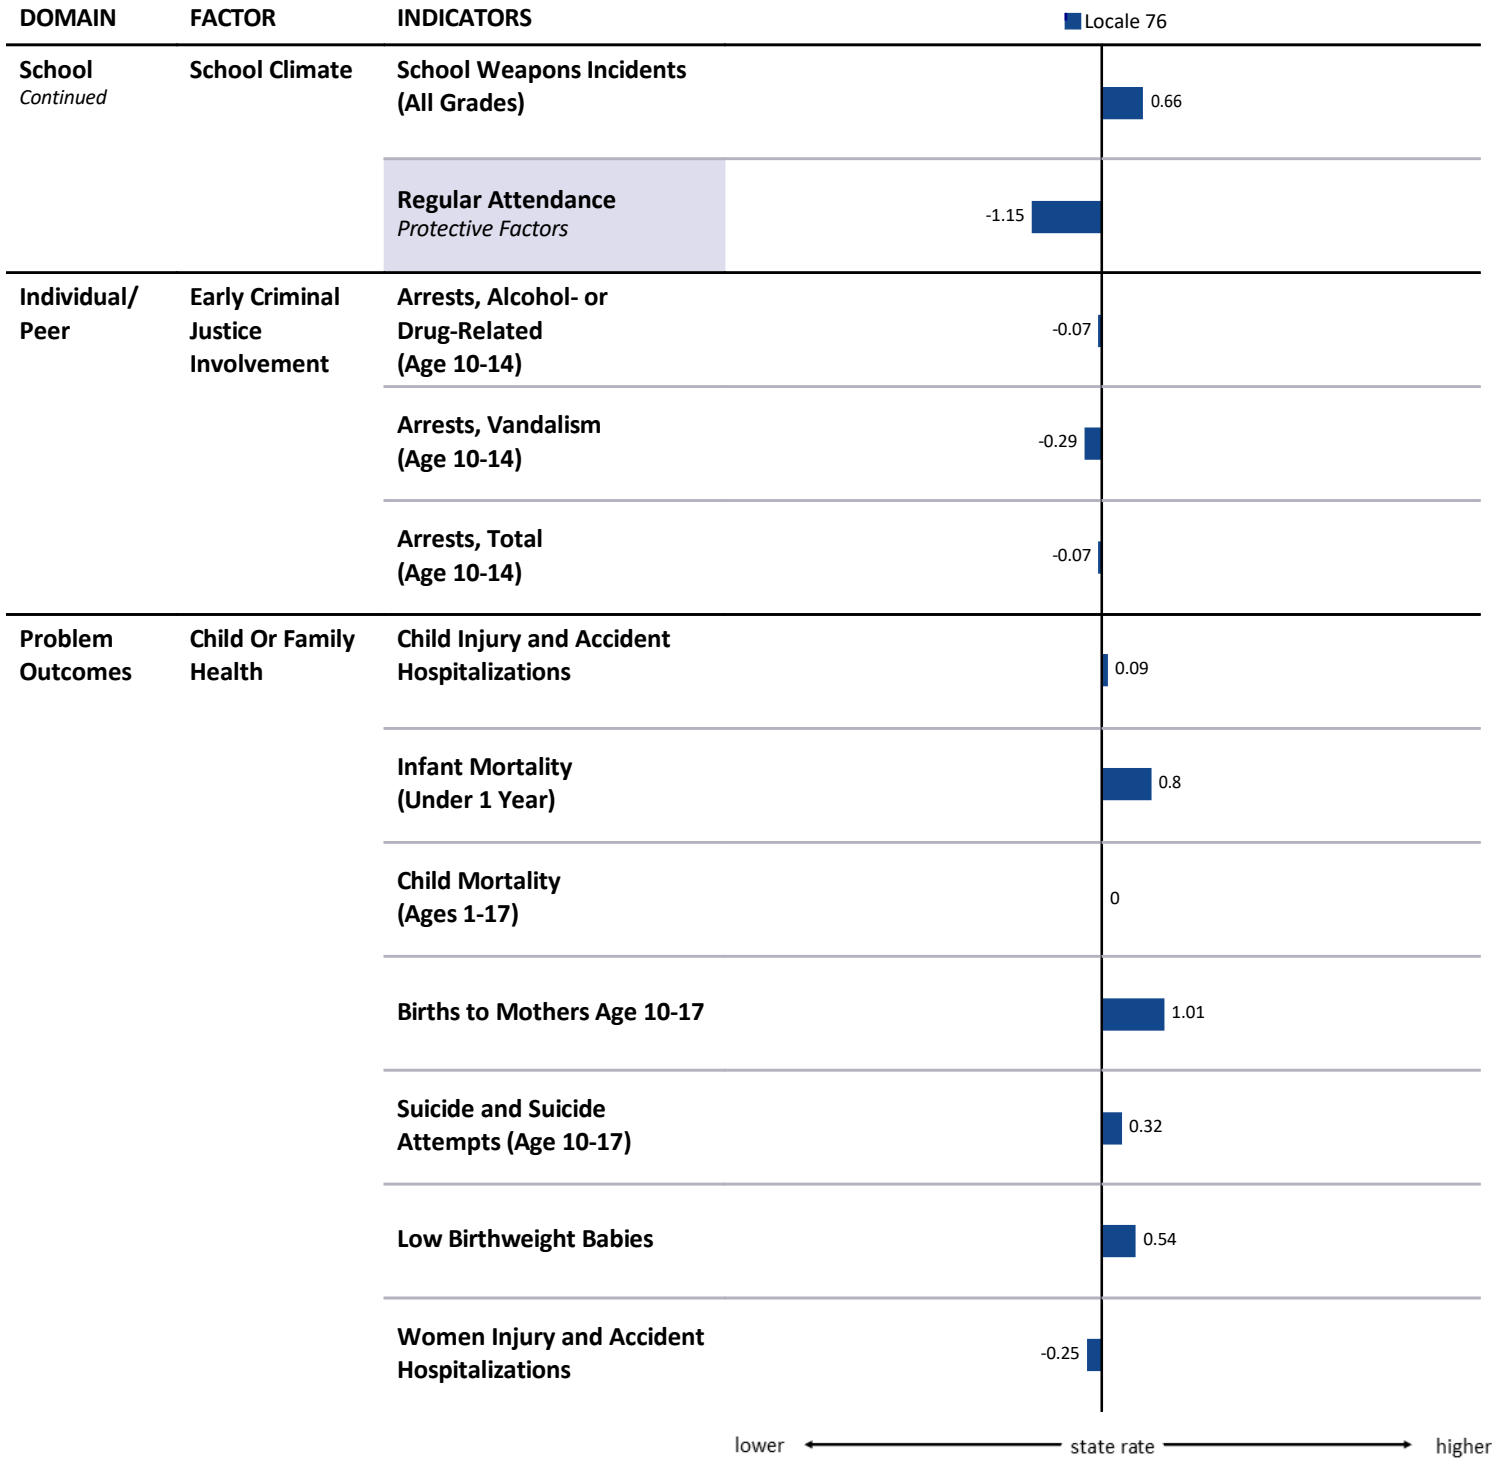 DOMAIN FACTOR INDICATORS Locale 76
School School Climate School Weapons Incidents
Continued (All Grades)
0.66
Regular Attendance
Protective Factors
-1.15
Individual/ Early Criminal Arrests, Alcohol- or
Peer Justice Drug-Related
Involvement (Age 10-14)
-0.07
Arrests, Vandalism
(Age 10-14)
-0.29
Arrests, Total
(Age 10-14)
-0.07
Problem Child Or Family Child Injury and Accident
Outcomes Health Hospitalizations
0.09
Infant Mortality
(Under 1 Year)
0.8
Child Mortality
(Ages 1-17)
0
Births to Mothers Age 10-17 1.01
Suicide and Suicide
Attempts (Age 10-17)
0.32
Low Birthweight Babies 0.54
Women Injury and Accident
Hospitalizations
-0.25
lower state rate higher